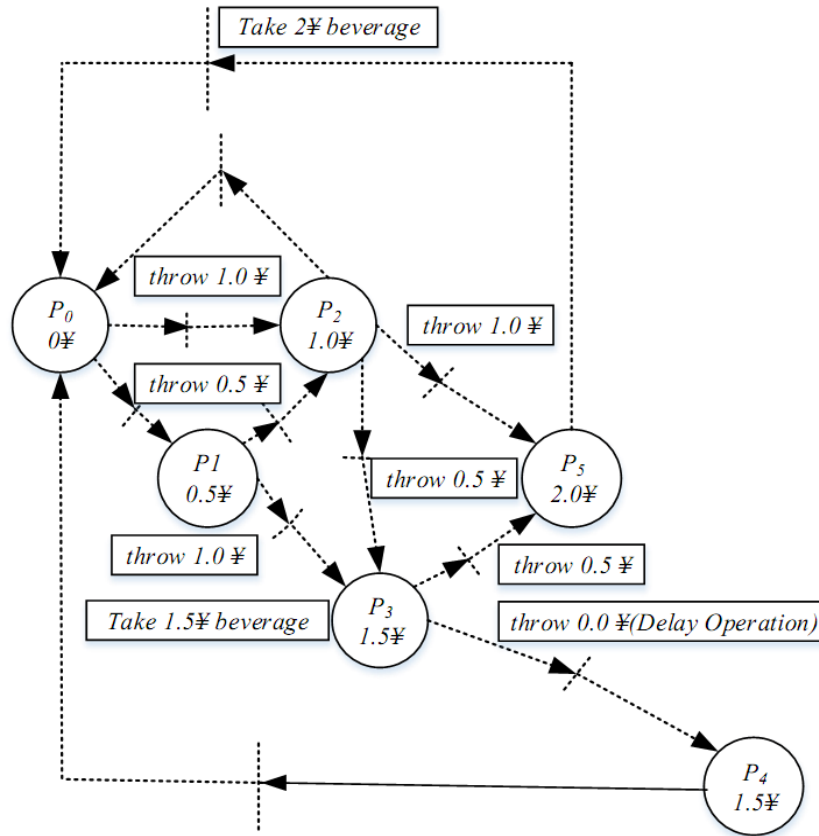 Take 2¥ beverage
throw 1.0 ¥
P0
0¥
P2
1.0¥
throw 1.0 ¥
throw 0.5 ¥
P1
0.5¥
throw 0.5 ¥
P5
2.0¥
throw 1.0 ¥
throw 0.5 ¥
Take 1.5¥ beverage
P3
1.5¥
throw 0.0 ¥(Delay Operation)
P4
1.5¥